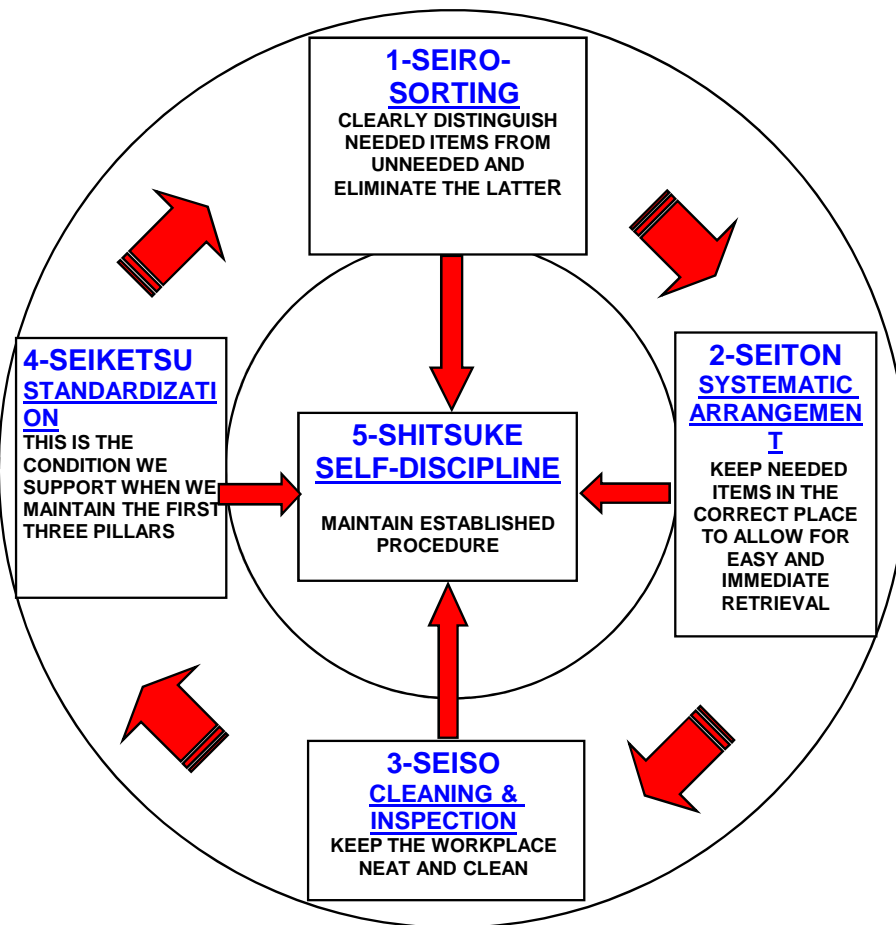 1-SEIRO-
SORTING
CLEARLY DISTINGUISH
NEEDED ITEMS FROM
UNNEEDED AND
ELIMINATE THE LATTER
2-SEITON
SYSTEMATIC
ARRANGEMEN
T
KEEP NEEDED
ITEMS IN THE
CORRECT PLACE
TO ALLOW FOR
EASY AND
IMMEDIATE
RETRIEVAL
3-SEISO
CLEANING &
INSPECTION
KEEP THE WORKPLACE
NEAT AND CLEAN
4-SEIKETSU
STANDARDIZATI
ON
THIS IS THE
CONDITION WE
SUPPORT WHEN WE
MAINTAIN THE FIRST
THREE PILLARS
5-SHITSUKE
SELF-DISCIPLINE
MAINTAIN ESTABLISHED
PROCEDURE